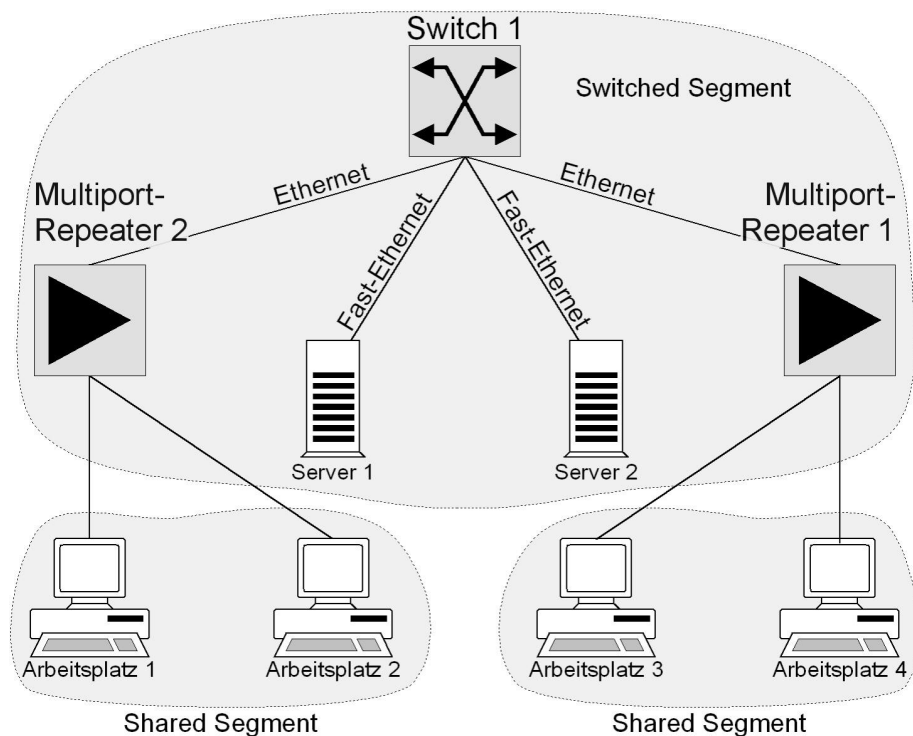 Switch 1
Switched Segment
Ethernet
Ethernet
Multiport-
Repeater 2
Multiport-
Repeater 1
Fast-Ethernet
Fast-Ethernet
Server 1
Server 2
Arbeitsplatz 1
Arbeitsplatz 2
Arbeitsplatz 3
Arbeitsplatz 4
Shared Segment
Shared Segment